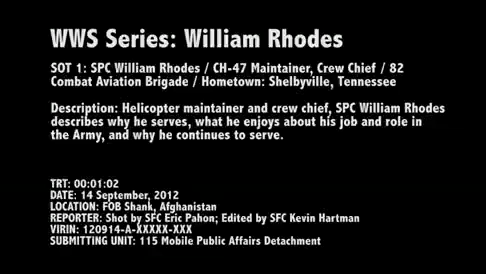 WWS Series: William Rhodes
SOT 1: SPC William Rhodes / CH-47 Maintainer, Crew Chief / 82
Combat Aviation Brigade / Hometown: Shelbyville, Tennessee
Description: Helicopter maintainer and crew chief, SPC William Rhodes
describes why he serves, what he enjoys about his job and role in
the Army, and why he continues to serve.
TRT: 00:01:02
DATE: 14 September, 2012
LOCATION: FOB Shank, Afghanistan
REPORTER: Shot by SFC Eric Pahon; Edited by SFC Kevin Hartman
VIRIN: 120914-A-XXXXX-XXX
SUBMITTING UNIT: 115 Mobile Public Affairs Detachment